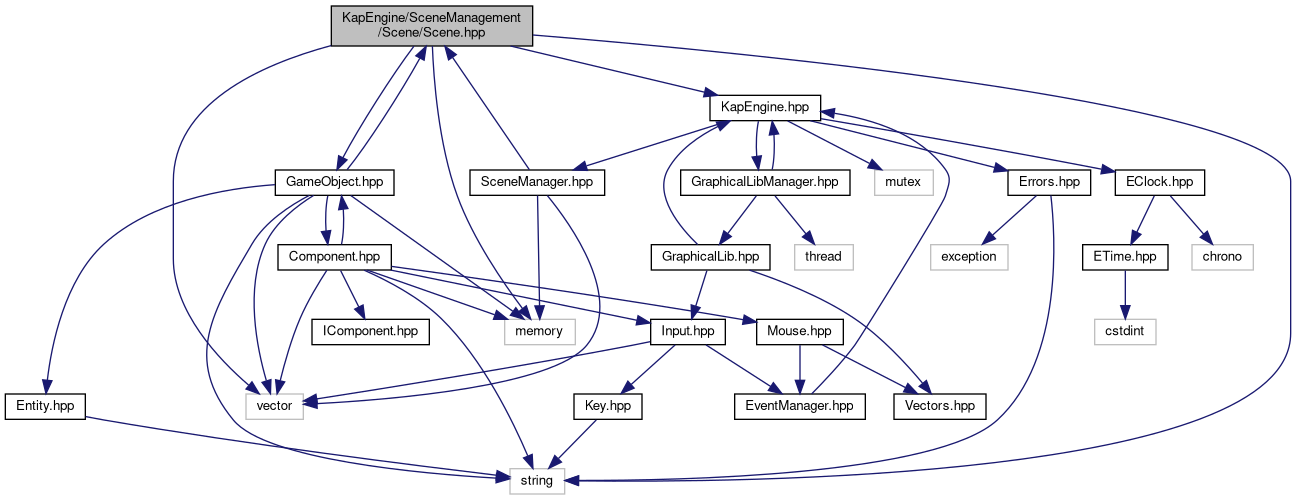 KapEngine/SceneManagement
/Scene/Scene.hpp
KapEngine.hpp
GameObject.hpp
SceneManager.hpp
GraphicalLibManager.hpp
mutex
Errors.hpp
EClock.hpp
Component.hpp
GraphicalLib.hpp
thread
exception
ETime.hpp
chrono
IComponent.hpp
memory
Input.hpp
Mouse.hpp
cstdint
Entity.hpp
vector
Key.hpp
EventManager.hpp
Vectors.hpp
string